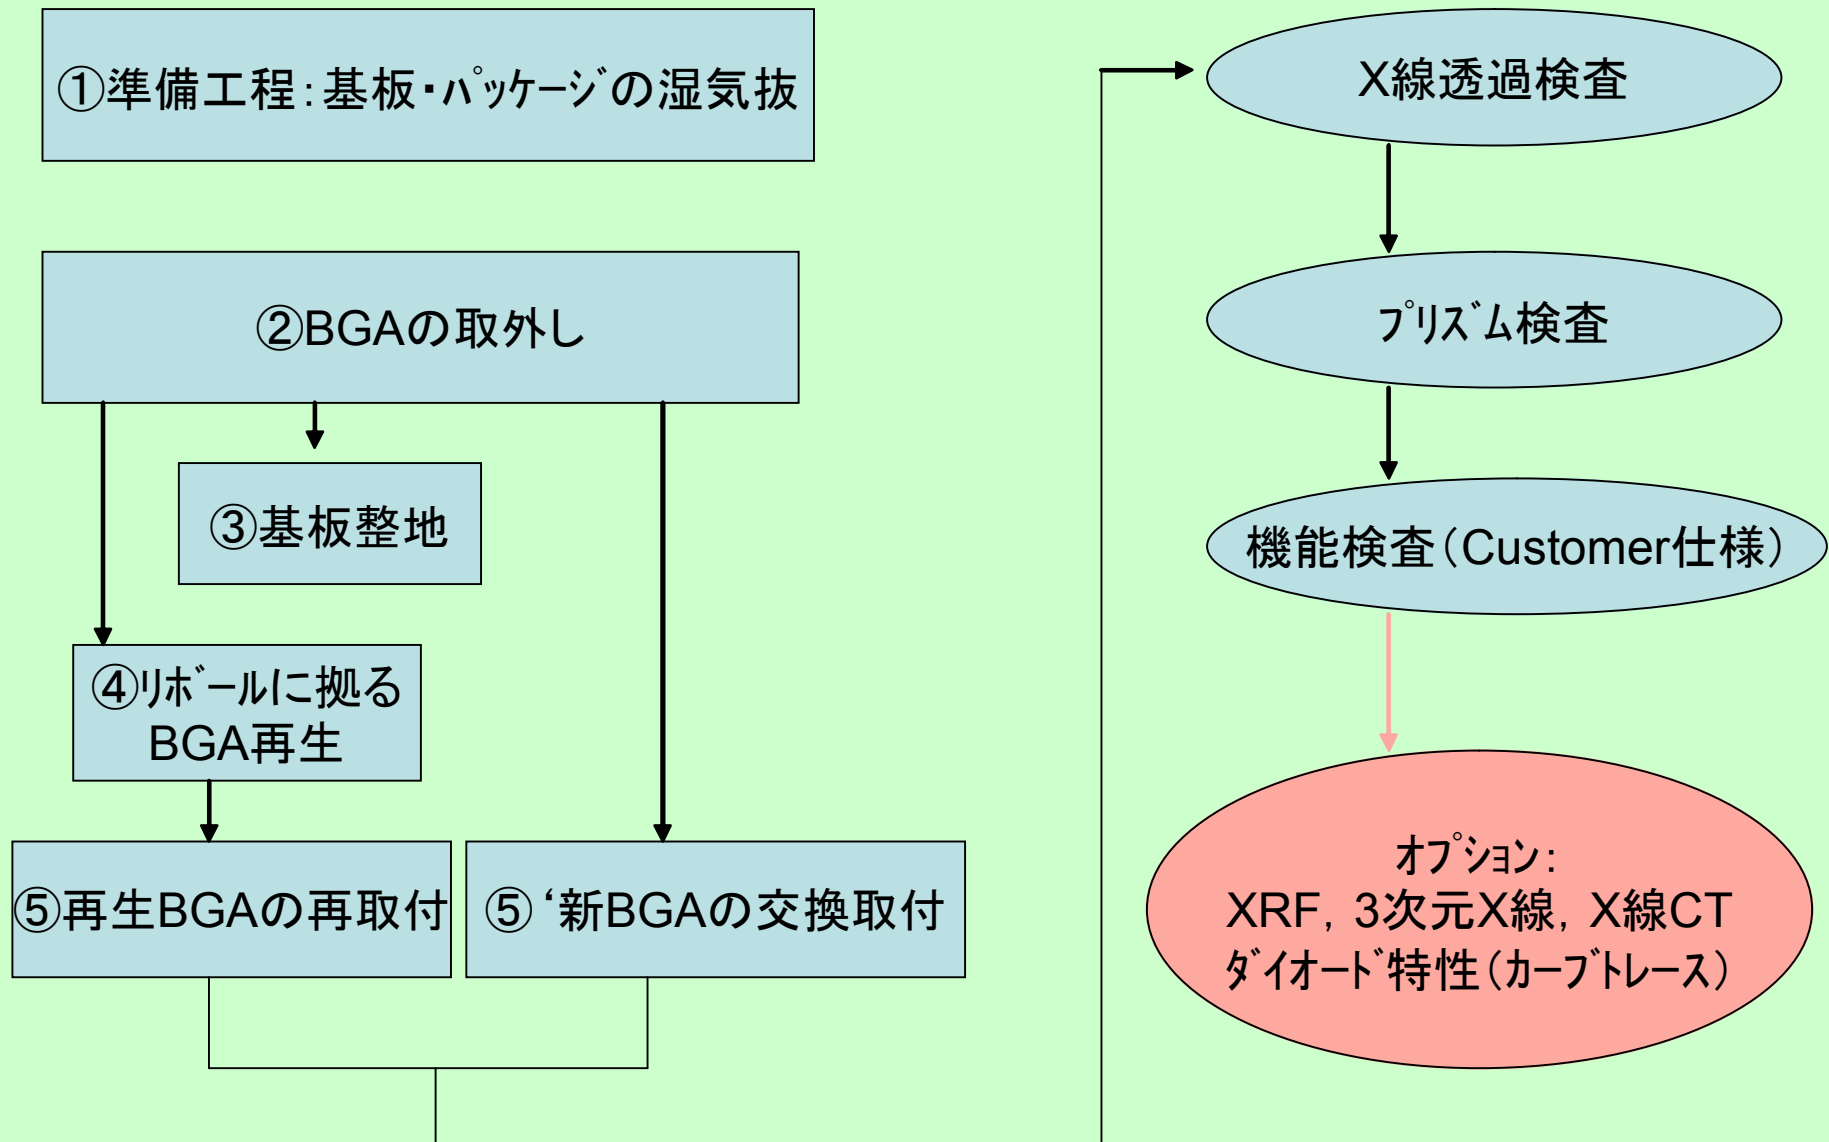 ①準備工程:基板・ﾊﾟｯｹｰｼﾞの湿気抜
②BGAの取外し
③基板整地
④ﾘﾎﾞｰﾙに拠る
BGA再生
⑤再生BGAの再取付
⑤‘新BGAの交換取付
X線透過検査
ﾌﾟﾘｽﾞﾑ検査
機能検査(Customer仕様)
ｵﾌﾟｼｮﾝ:
XRF, 3次元X線, X線CT
ﾀﾞｲｵｰﾄﾞ特性(ｶｰﾌﾞﾄﾚｰｽ)